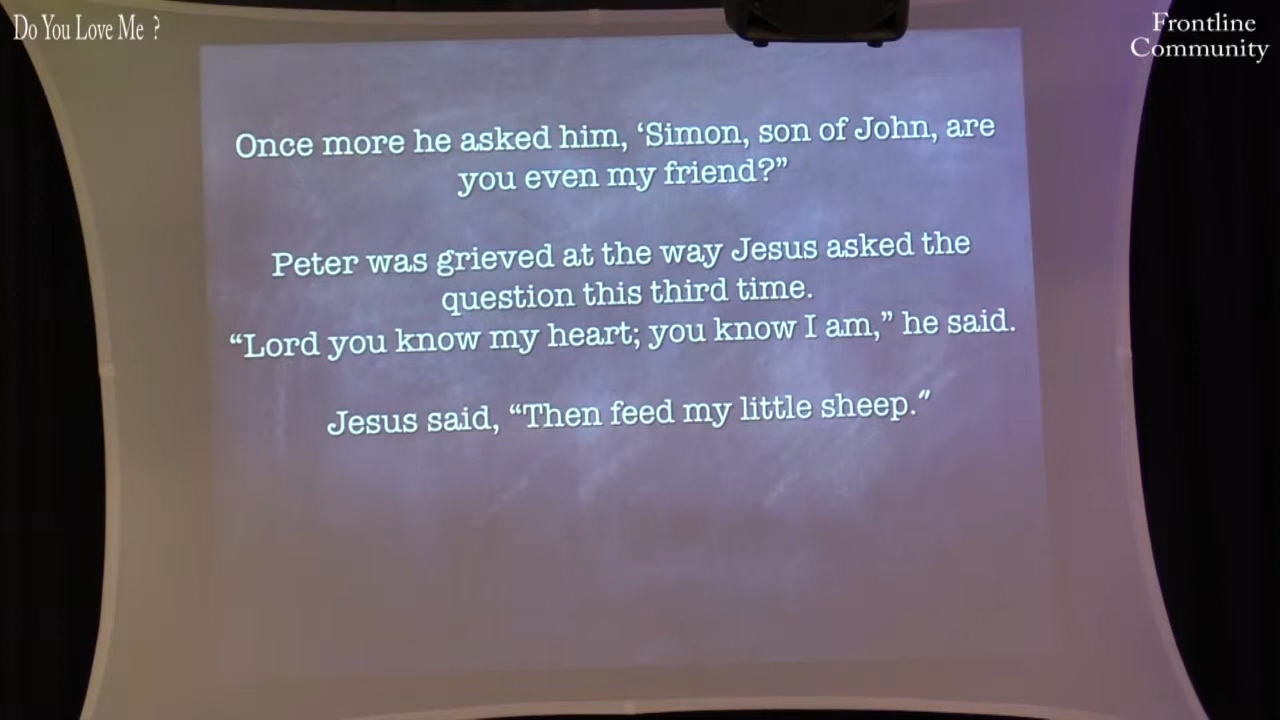 Do You Love Me ?
Frontline
Community
Once more he asked him, ‘Simon, son of John, are
you even my friend?”
Peter was grieved at the way Jesus asked the
question this third time.
“Lord you know my heart; you know I am,” he said.
Jesus said, “Then feed my little sheep.”